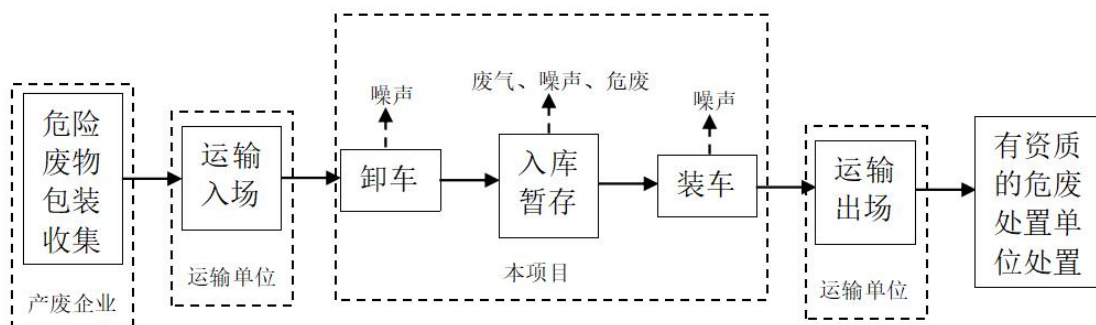 危险
废物
包装
收集
产废企业
运输
入场
运输单位
噪声
卸车
废气、噪声、危废
入库
暂存
噪声
装车
本项目
运输
出场
运输单位
有资质
的危废
处置单
位处置